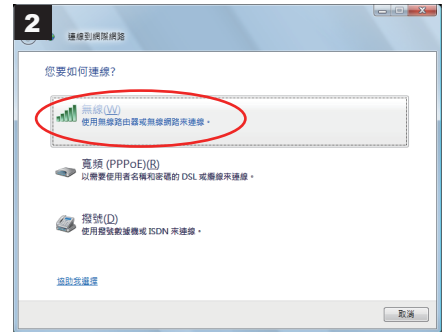 2
連線到網際網路
您要如何連線?
無線(W)
使用無線路由器或無線網路來連線。
寬頻 (PPPoE)(R)
以需要使用者名稱和密碼的 DSL 或纜線來連線。
撥號(D)
使用撥號數據機或 ISDN 來連線。
協助我選擇
取消